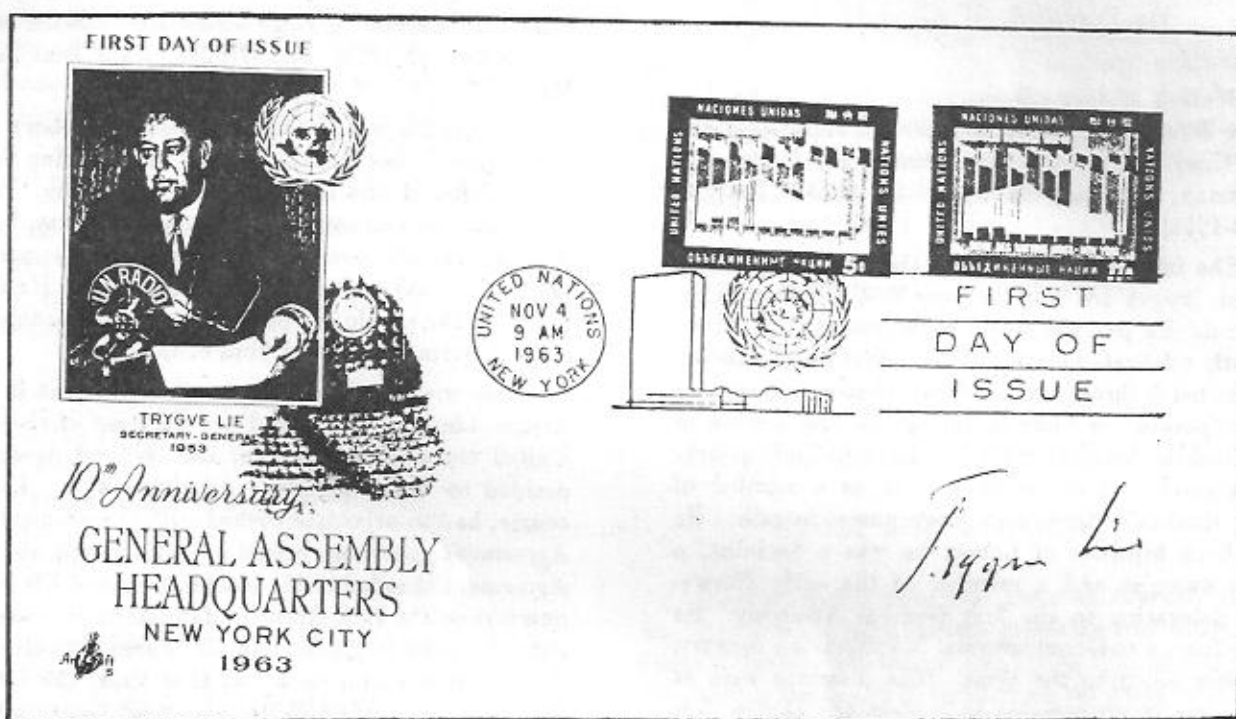 FIRST DAY OF ISSUE
UN RADIO
TRYGVE LIE
SECRETARY-GENERAL
1953
10th Anniversary
GENERAL ASSEMBLY
HEADQUARTERS
NEW YORK CITY
1963
UNITED NATIONS
NOV 4
9 AM
1963
NEW YORK
NACIONES UNIDAS
UNITED NATIONS
NATIONS UNIES
ОБЪЕДИНЕННЫЕ НАЦИИ 5¢
NACIONES UNIDAS
UNITED NATIONS
NATIONS UNIES
ОБЪЕДИНЕННЫЕ НАЦИИ
FIRST
DAY OF
ISSUE
Trygve Lie